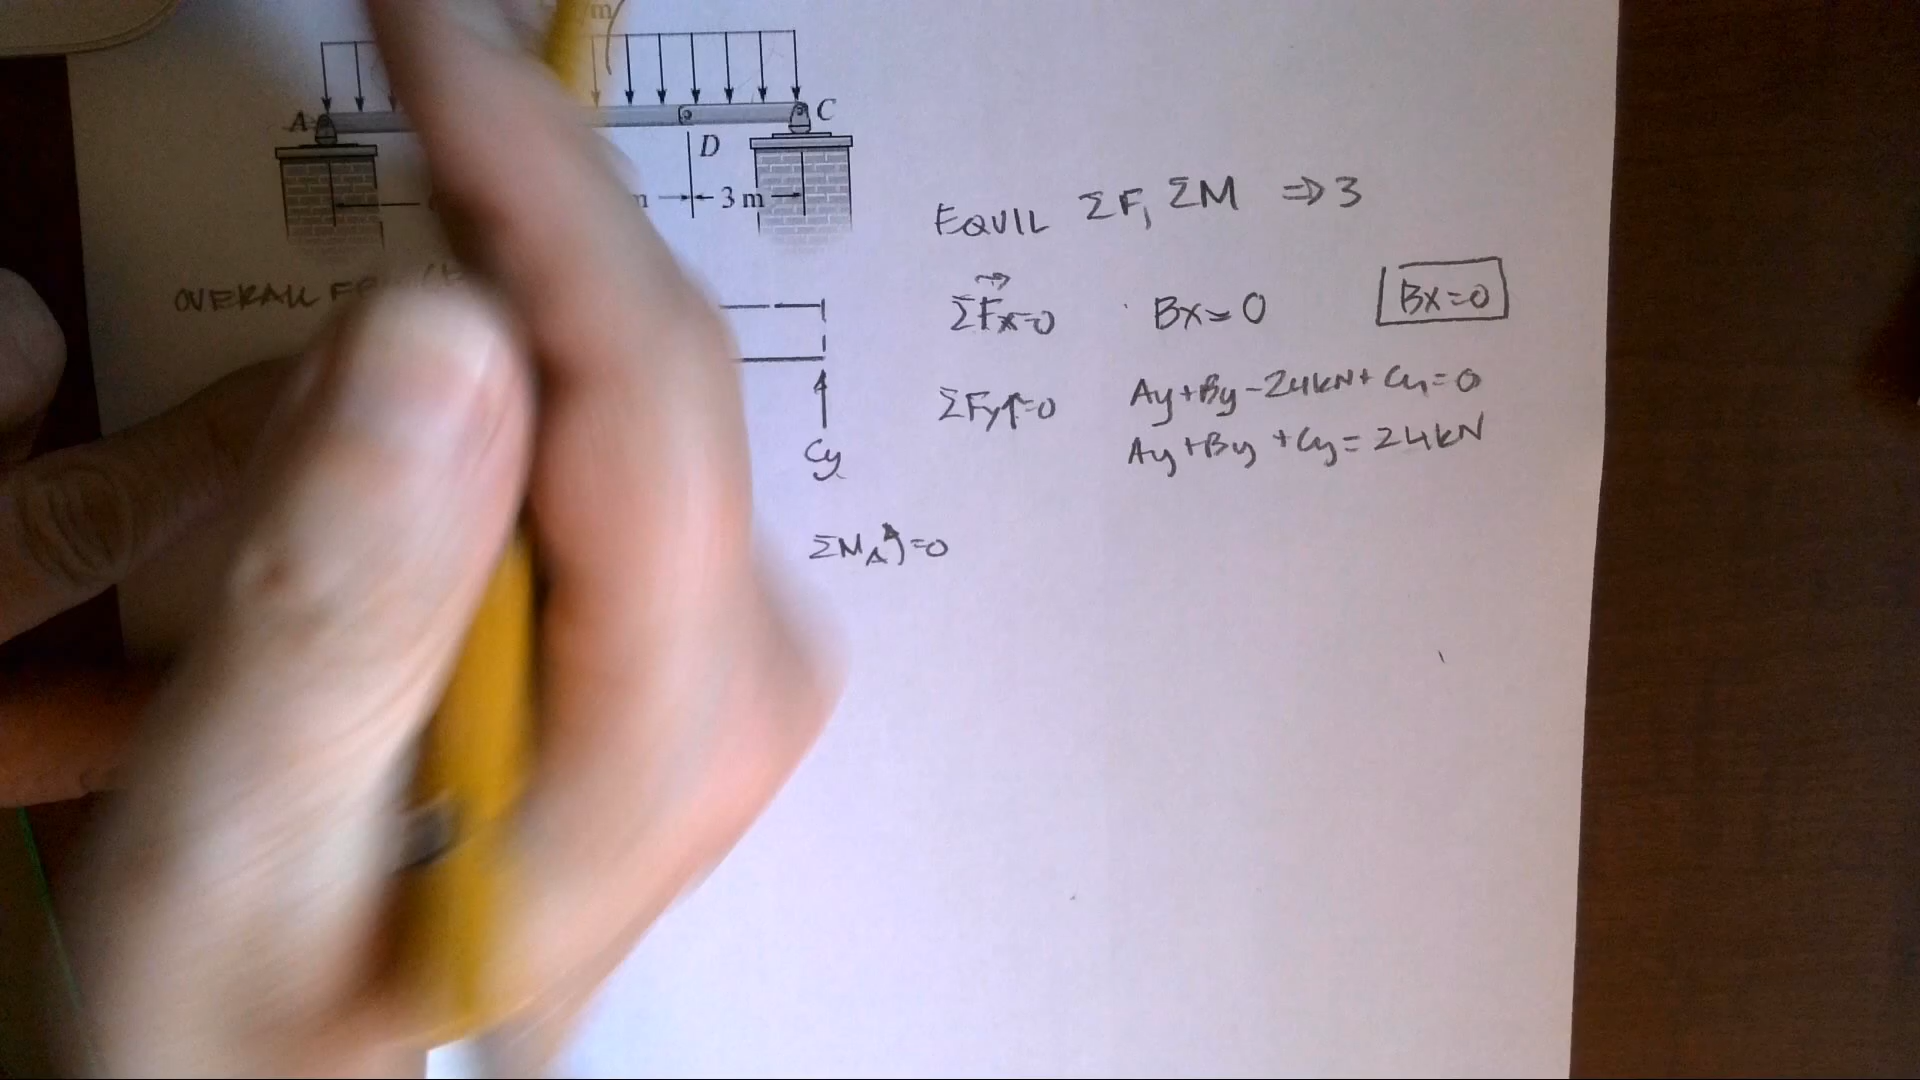 m
A
C
D
3 m
EQUIL ΣF, ΣM ⇒ 3
OVERALL
ΣFx=0 Bx=0 Bx=0
ΣFy↑=0 Ay+By-24kN+Cy=0
Ay+By+Cy=24kN
Cy
ΣMA=0